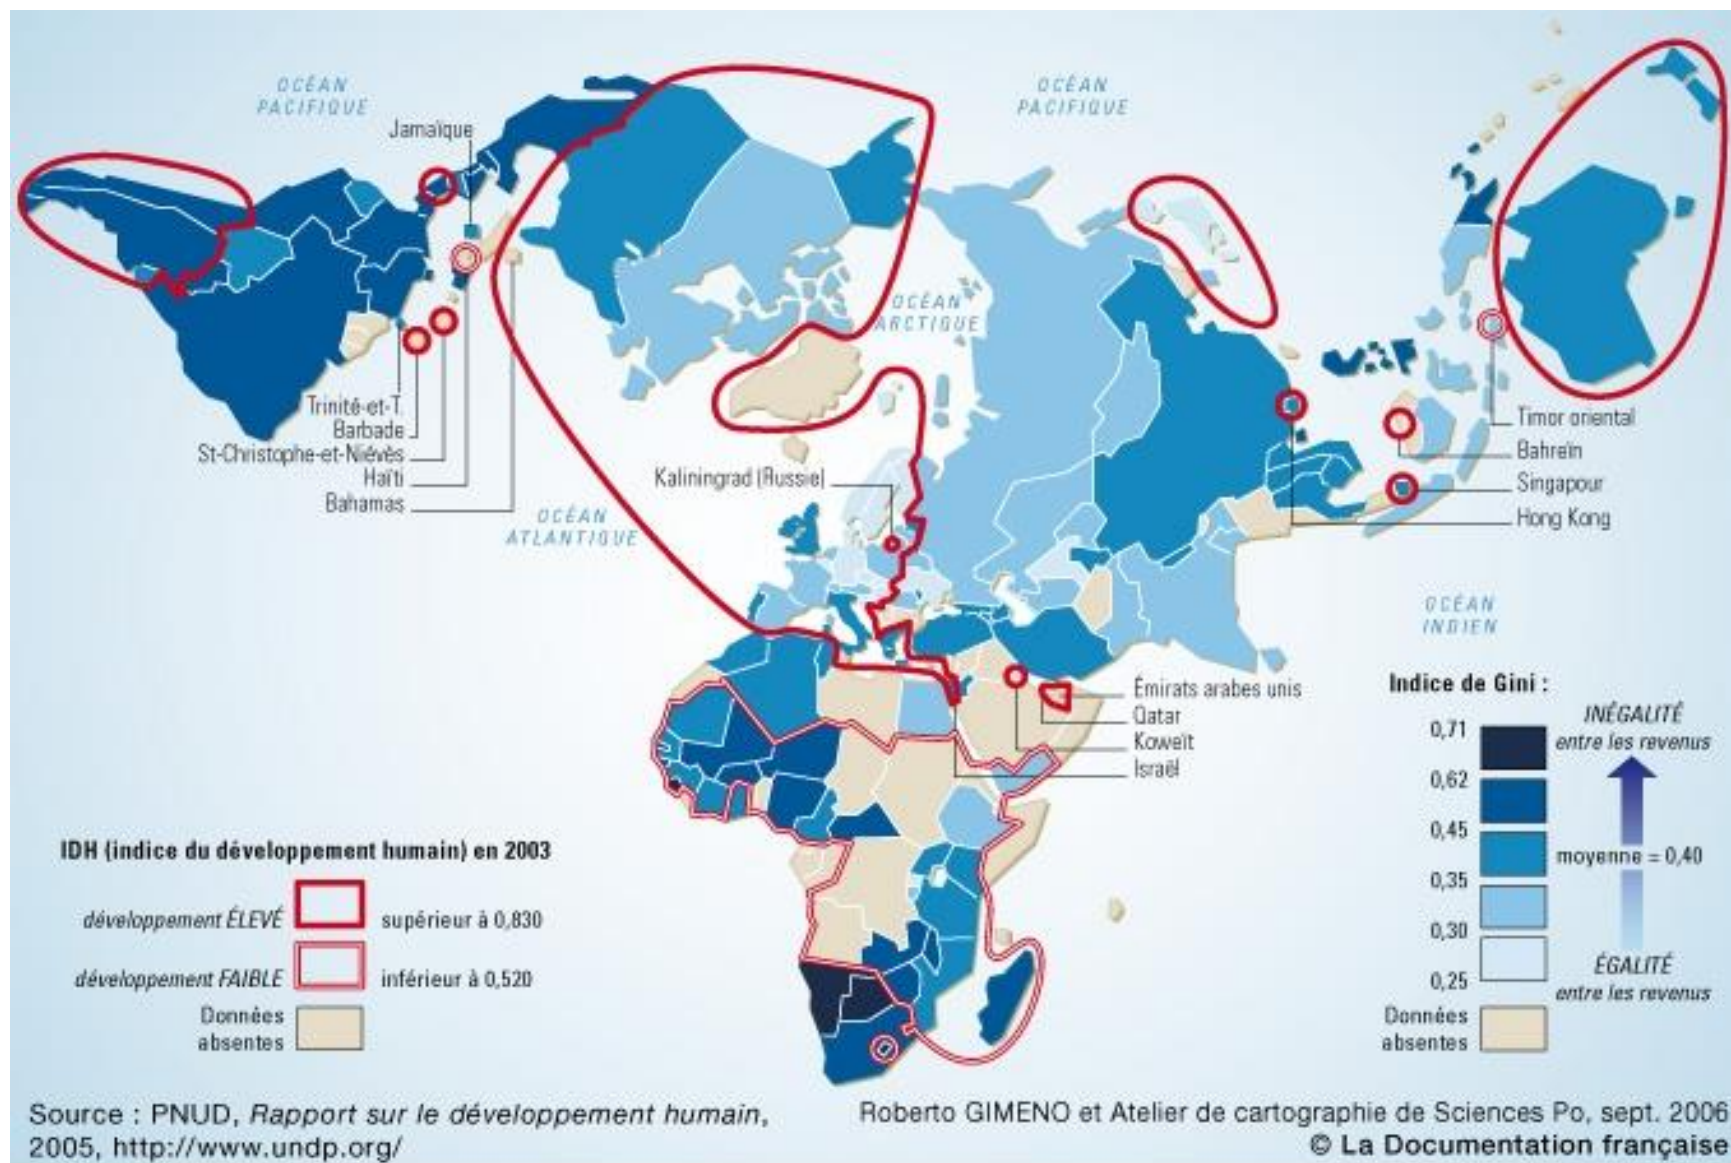 OCÉAN
PACIFIQUE
OCÉAN
PACIFIQUE
Jamaïque
OCÉAN
ARCTIQUE
Trinité-et-T.
Barbade
St-Christophe-et-Niévès
Haïti
Bahamas
Kaliningrad (Russie)
OCÉAN
ATLANTIQUE
Timor oriental
Bahreïn
Singapour
Hong Kong
OCÉAN
INDIEN
Émirats arabes unis
Qatar
Koweït
Israël
Indice de Gini :
0,71
0,62
0,45
0,35
0,30
0,25
INÉGALITÉ
entre les revenus
moyenne = 0,40
ÉGALITÉ
entre les revenus
Données
absentes
IDH (indice du développement humain) en 2003
développement ÉLEVÉ
supérieur à 0,830
développement FAIBLE
inférieur à 0,520
Données
absentes
Source : PNUD, Rapport sur le développement humain,
2005, http://www.undp.org/
Roberto GIMENO et Atelier de cartographie de Sciences Po, sept. 2006
© La Documentation française